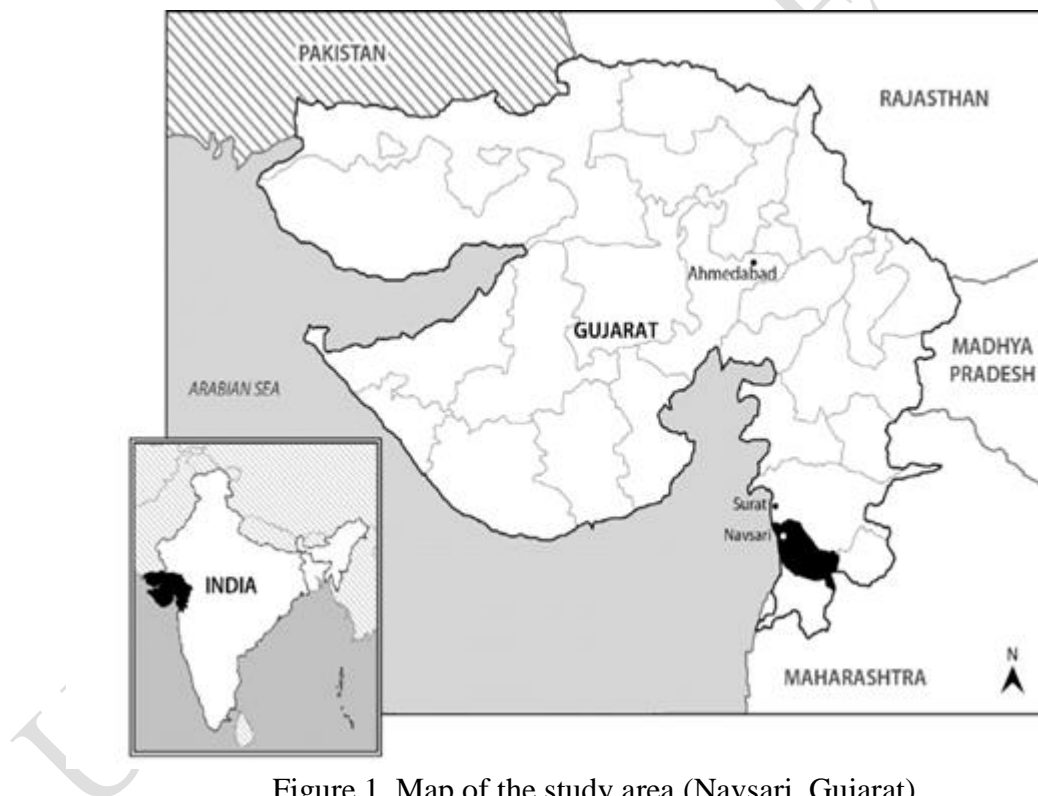 PAKISTAN
RAJASTHAN
Ahmedabad
GUJARAT
MADHYA
PRADESH
ARABIAN SEA
Surat
Navsari
INDIA
MAHARASHTRA
N
Figure 1. Map of the study area (Navsari, Gujarat)